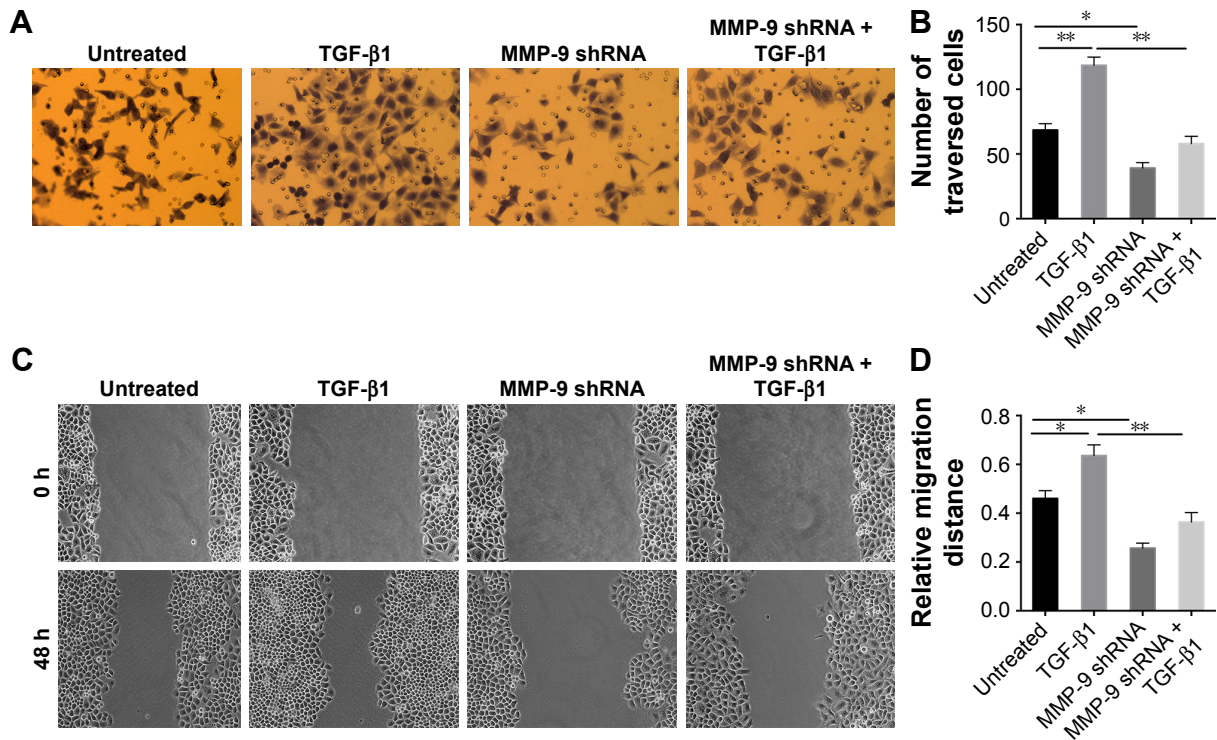 A
Untreated
TGF-β1
MMP-9 shRNA
MMP-9 shRNA +
TGF-β1
B
Number of
traversed cells
150
100
50
0
*
**
**
Untreated
TGF-β1
MMP-9 shRNA
MMP-9 shRNA +
TGF-β1
C
Untreated
TGF-β1
MMP-9 shRNA
MMP-9 shRNA +
TGF-β1
0 h
48 h
D
Relative migration
distance
0.8
0.6
0.4
0.2
0.0
*
*
**
Untreated
TGF-β1
MMP-9 shRNA
MMP-9 shRNA +
TGF-β1